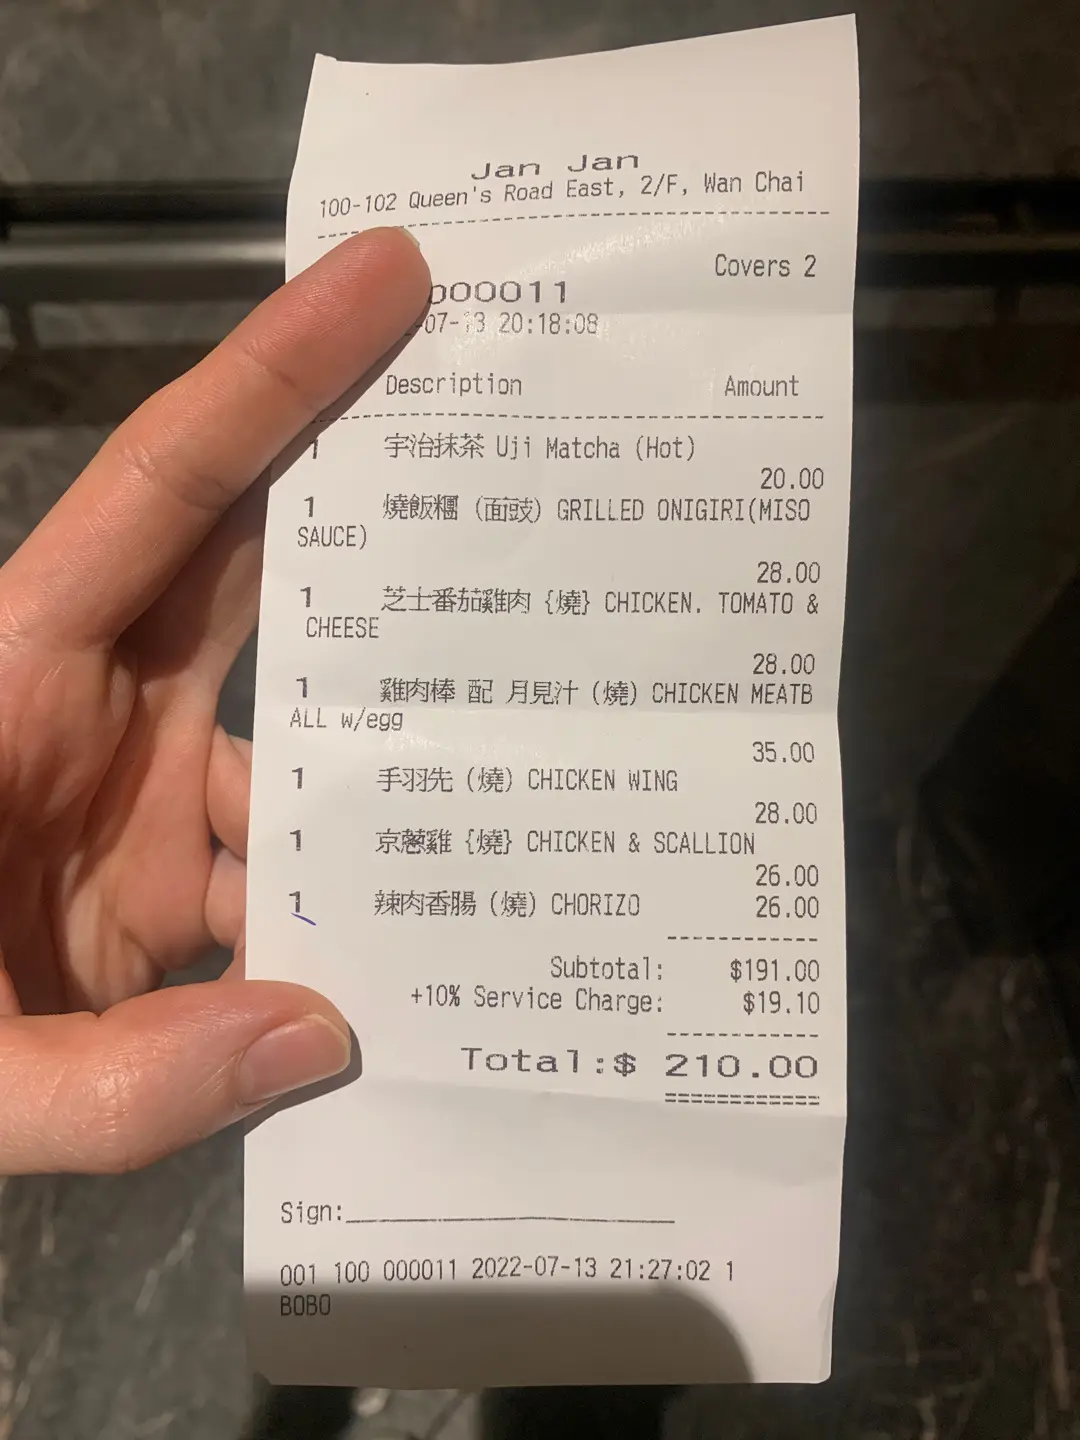 Jan Jan
100-102 Queen's Road East, 2/F, Wan Chai
Covers 2
000011
-07-13 20:18:08
Description Amount
1 宇治抹茶 Uji Matcha (Hot)
20.00
1 燒飯糰 (面豉) GRILLED ONIGIRI(MISO
SAUCE)
28.00
1 芝士番茄雞肉 {燒} CHICKEN. TOMATO &
CHEESE
28.00
1 雞肉棒 配 月見汁 (燒) CHICKEN MEATB
ALL w/egg
35.00
1 手羽先 (燒) CHICKEN WING
28.00
1 京蔥雞 {燒} CHICKEN & SCALLION
26.00
1 辣肉香腸 (燒) CHORIZO 26.00
Subtotal: $191.00
+10% Service Charge: $19.10
Total:$ 210.00
Sign:
001 100 000011 2022-07-13 21:27:02 1
BOBO